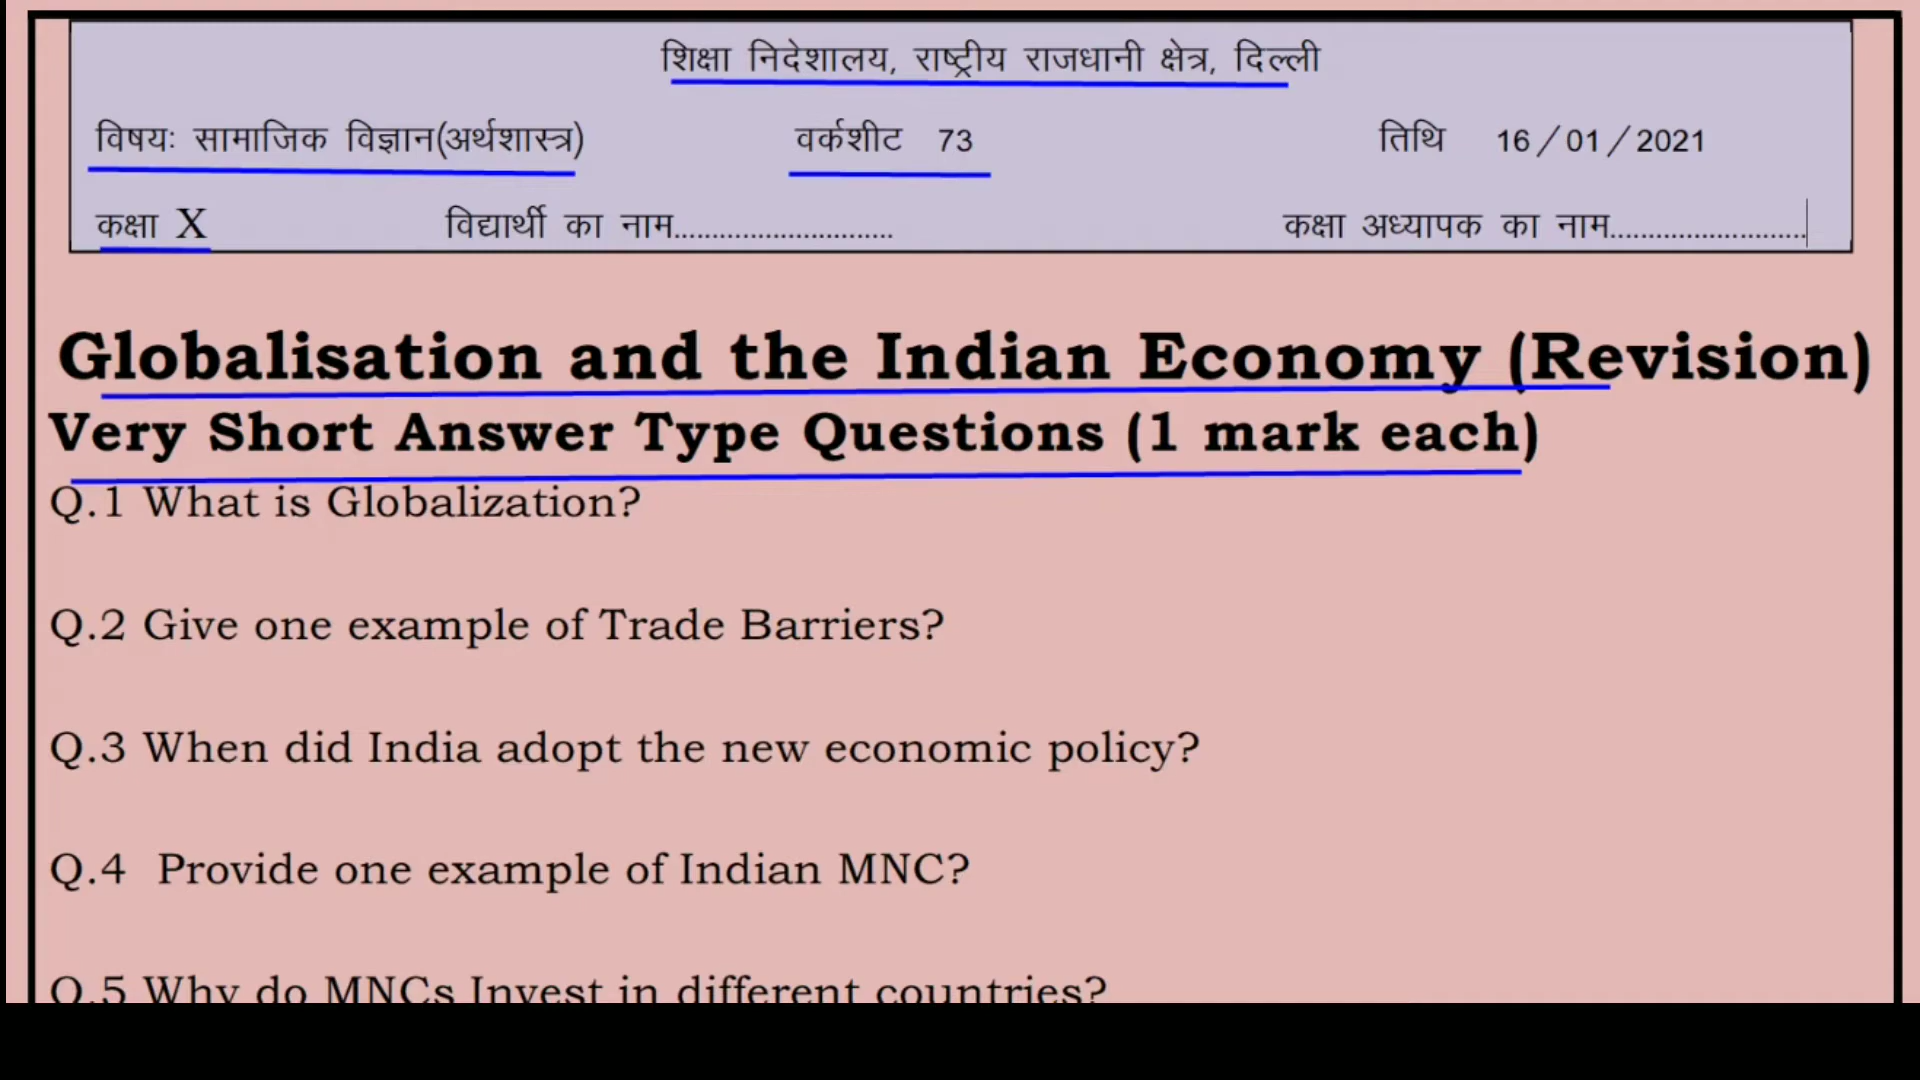 शिक्षा निदेशालय, राष्ट्रीय राजधानी क्षेत्र, दिल्ली
विषयः सामाजिक विज्ञान(अर्थशास्त्र) वर्कशीट 73 तिथि 16/01/2021
कक्षा X विद्यार्थी का नाम............................. कक्षा अध्यापक का नाम..........................
Globalisation and the Indian Economy (Revision)
Very Short Answer Type Questions (1 mark each)
Q.1 What is Globalization?
Q.2 Give one example of Trade Barriers?
Q.3 When did India adopt the new economic policy?
Q.4 Provide one example of Indian MNC?
Q.5 Why do MNCs Invest in different countries?